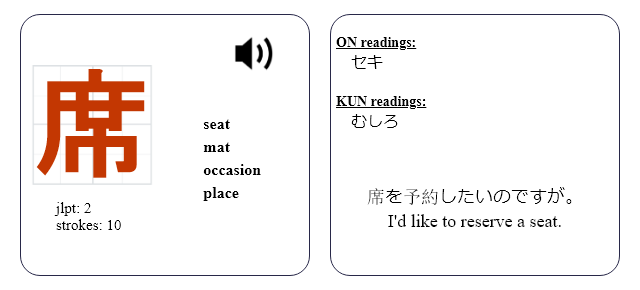 席
seat
mat
occasion
place
jlpt: 2
strokes: 10
ON readings:
セキ
KUN readings:
むしろ
席を予約したいのですが。
I'd like to reserve a seat.